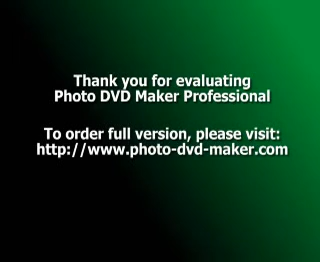 Thank you for evaluating
Photo DVD Maker Professional
To order full version, please visit:
http://www.photo-dvd-maker.com